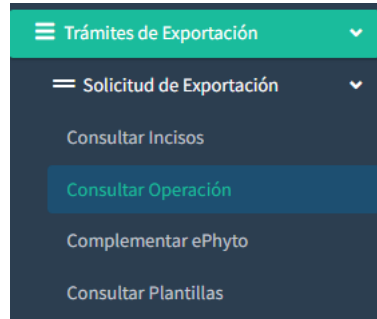 Trámites de Exportación
Solicitud de Exportación
Consultar Incisos
Consultar Operación
Complementar ePhyto
Consultar Plantillas